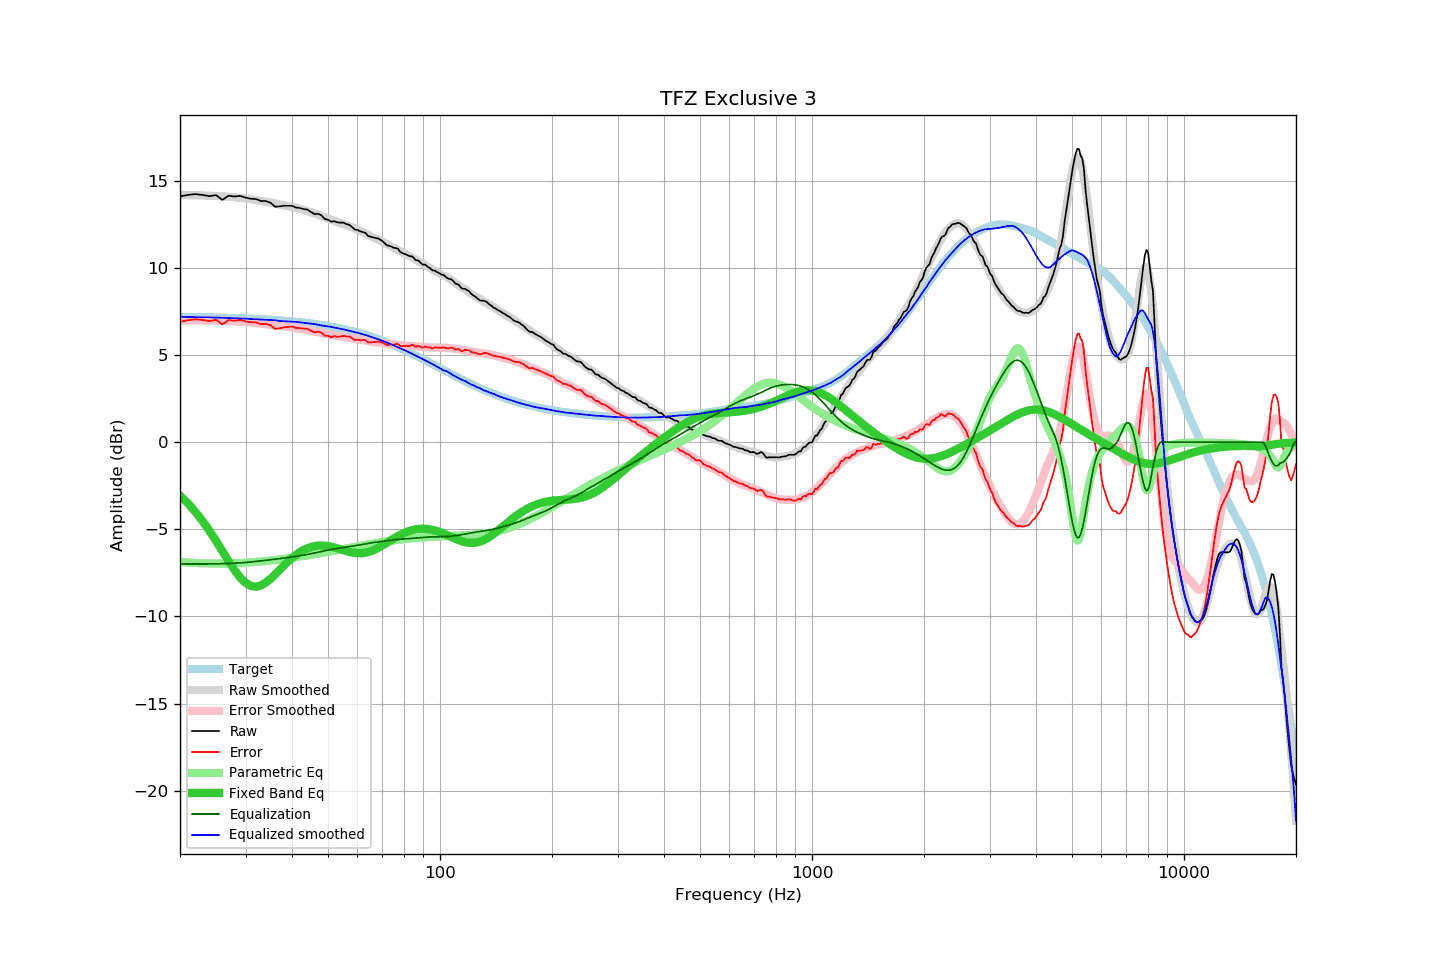 TFZ Exclusive 3
Amplitude (dBr)
15
10
5
0
−5
−10
−15
−20
Target
Raw Smoothed
Error Smoothed
Raw
Error
Parametric Eq
Fixed Band Eq
Equalization
Equalized smoothed
100
1000
10000
Frequency (Hz)